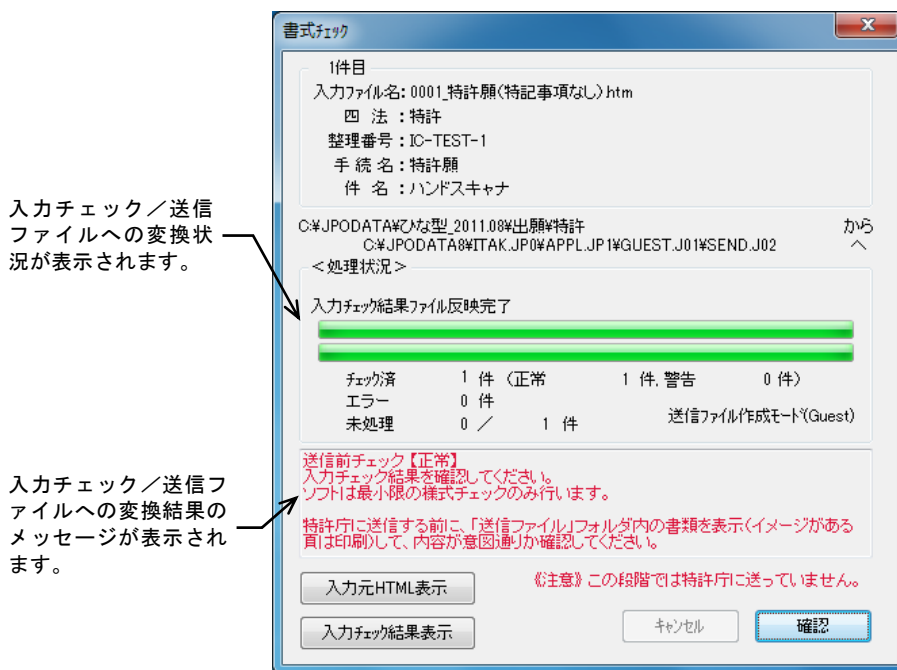 書式ﾁｪｯｸ
1件目
入力ﾌｧｲﾙ名：0001_特許願(特記事項なし).htm
四 法：特許
整理番号：IC-TEST-1
手 続 名：特許願
件 名：ハンドスキャナ
C:¥JPODATA¥ひな型_2011.08¥出願¥特許 から
C:¥JPODATA8¥ITAK.JP0¥APPL.JP1¥GUEST.J01¥SEND.J02 へ
＜処理状況＞
入力ﾁｪｯｸ結果ﾌｧｲﾙ反映完了
ﾁｪｯｸ済 1 件 （正常 1 件, 警告 0 件）
エラー 0 件
未処理 0 ／ 1 件 送信ﾌｧｲﾙ作成ﾓｰﾄﾞ(Guest)
送信前チェック【正常】
入力チェック結果を確認してください。
ソフトは最小限の様式チェックのみ行います。
特許庁に送信する前に、「送信ファイル」フォルダ内の書類を表示(イメージがある
頁は印刷)して、内容が意図通りか確認してください。
入力元HTML表示
《注意》この段階では特許庁に送っていません。
入力ﾁｪｯｸ結果表示
ｷｬﾝｾﾙ
確認
入力チェック／送信
ファイルへの変換状
況が表示されます。
入力チェック／送信フ
ァイルへの変換結果の
メッセージが表示され
ます。